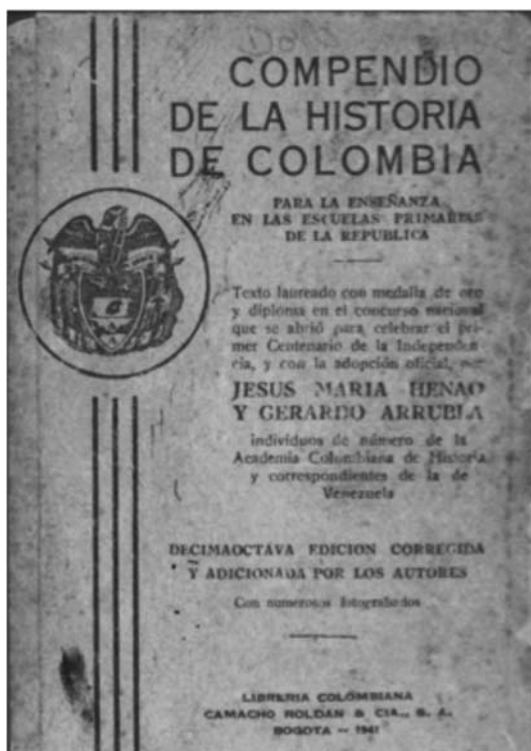 COMPENDIO
DE LA HISTORIA
DE COLOMBIA
PARA LA ENSEÑANZA
EN LAS ESCUELAS PRIMARIAS
DE LA REPUBLICA
Texto laureado con medalla de oro
y diploma en el concurso nacional
que se abrió para celebrar el pri-
mer Centenario de la Independen-
cia, y con la adopción oficial, por
JESUS MARIA HENAO
Y GERARDO ARRUBLA
individuos de número de la
Academia Colombiana de Historia
y correspondientes de la de
Venezuela
DECIMAOCTAVA EDICION CORREGIDA
Y ADICIONADA POR LOS AUTORES
Con numerosos fotograbados
LIBRERIA COLOMBIANA
CAMACHO ROLDAN & CIA., S. A.
BOGOTA — 1941